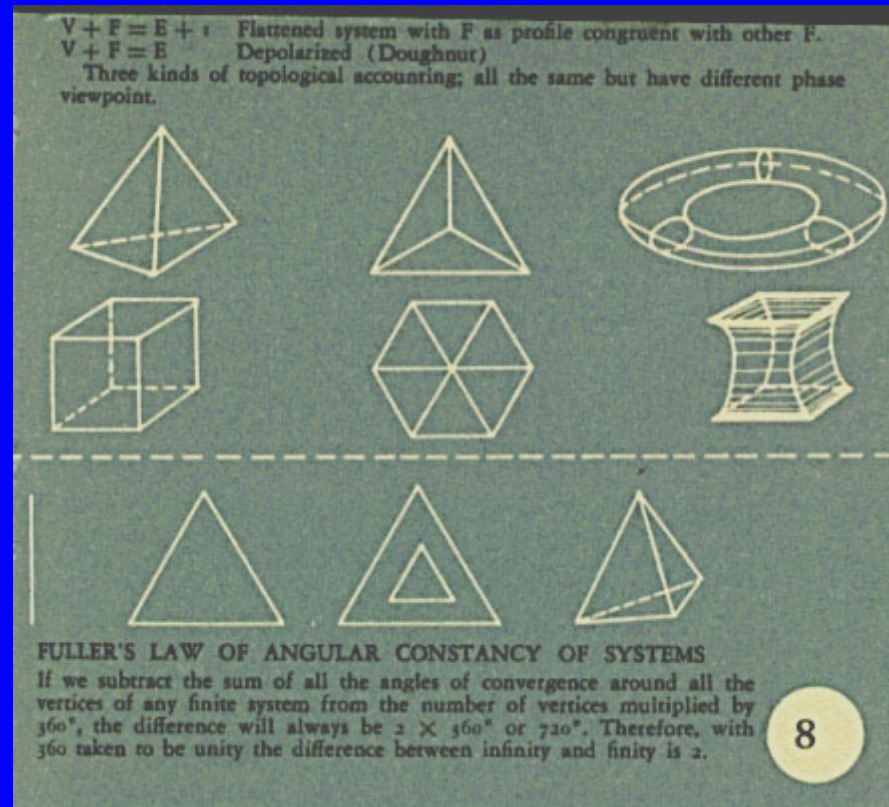 V + F = E + 1 Flattened system with F as profile congruent with other F.
V + F = E Depolarized (Doughnut)
Three kinds of topological accounting; all the same but have different phase
viewpoint.
FULLER'S LAW OF ANGULAR CONSTANCY OF SYSTEMS
If we subtract the sum of all the angles of convergence around all the
vertices of any finite system from the number of vertices multiplied by
360°, the difference will always be 2 X 360° or 720°. Therefore, with
360 taken to be unity the difference between infinity and finity is 2.
8